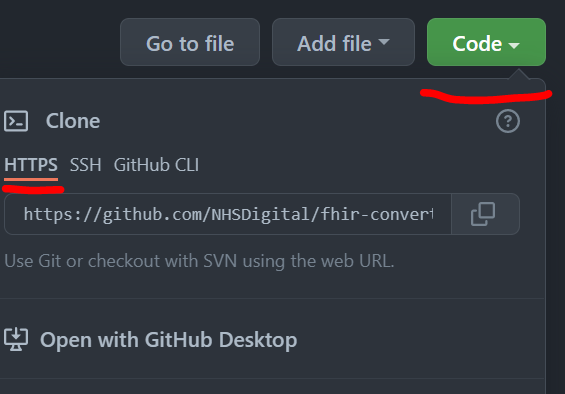 Go to file Add file Code
Clone
HTTPS SSH GitHub CLI
https://github.com/NHSDigital/fhir-convert
Use Git or checkout with SVN using the web URL.
Open with GitHub Desktop